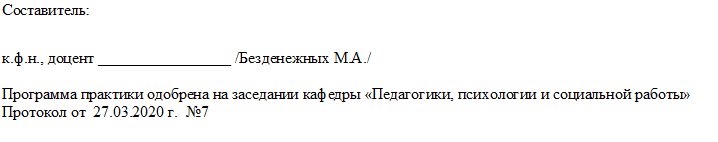 Составитель:
к.ф.н., доцент _________________ /Безденежных М.А./
Программа практики одобрена на заседании кафедры «Педагогики, психологии и социальной работы»
Протокол от 27.03.2020 г. №7